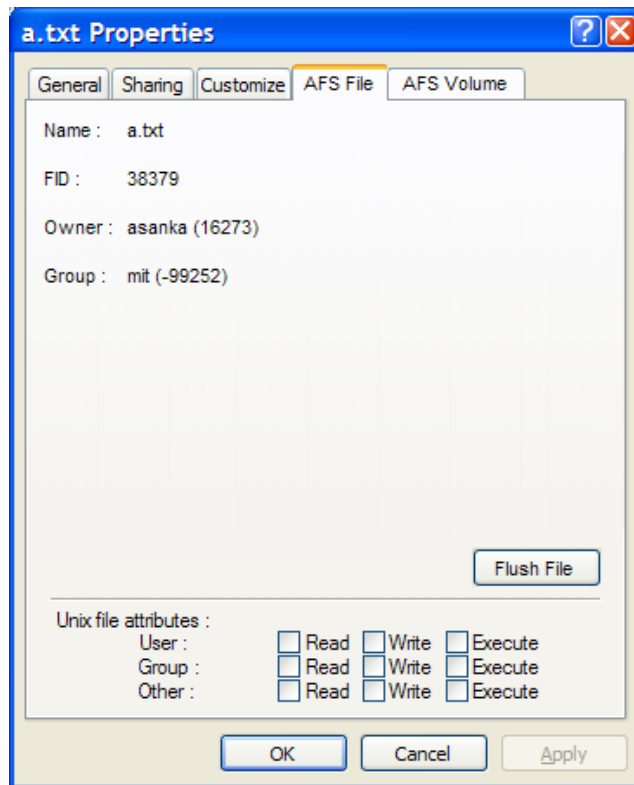 a.txt Properties
?
General Sharing Customize AFS File AFS Volume
Name : a.txt
FID : 38379
Owner : asanka (16273)
Group : mit (-99252)
Flush File
Unix file attributes :
User : Read Write Execute
Group : Read Write Execute
Other : Read Write Execute
OK Cancel Apply